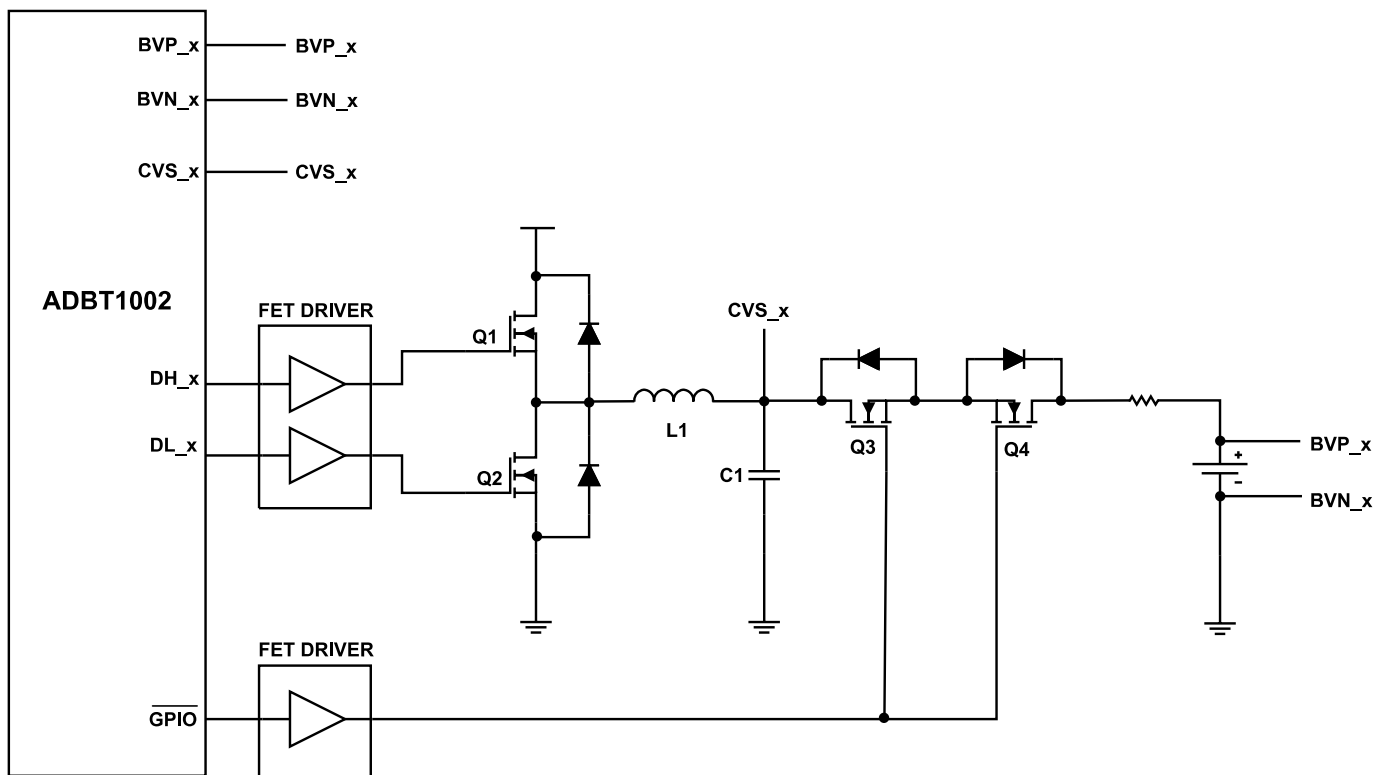 BVP_x BVP_x
BVN_x BVN_x
CVS_x CVS_x
ADBT1002
FET DRIVER
CVS_x
Q1
DH_x
L1
Q3
Q4
BVP_x
DL_x
Q2
C1
+
-
BVN_x
FET DRIVER
GPIO